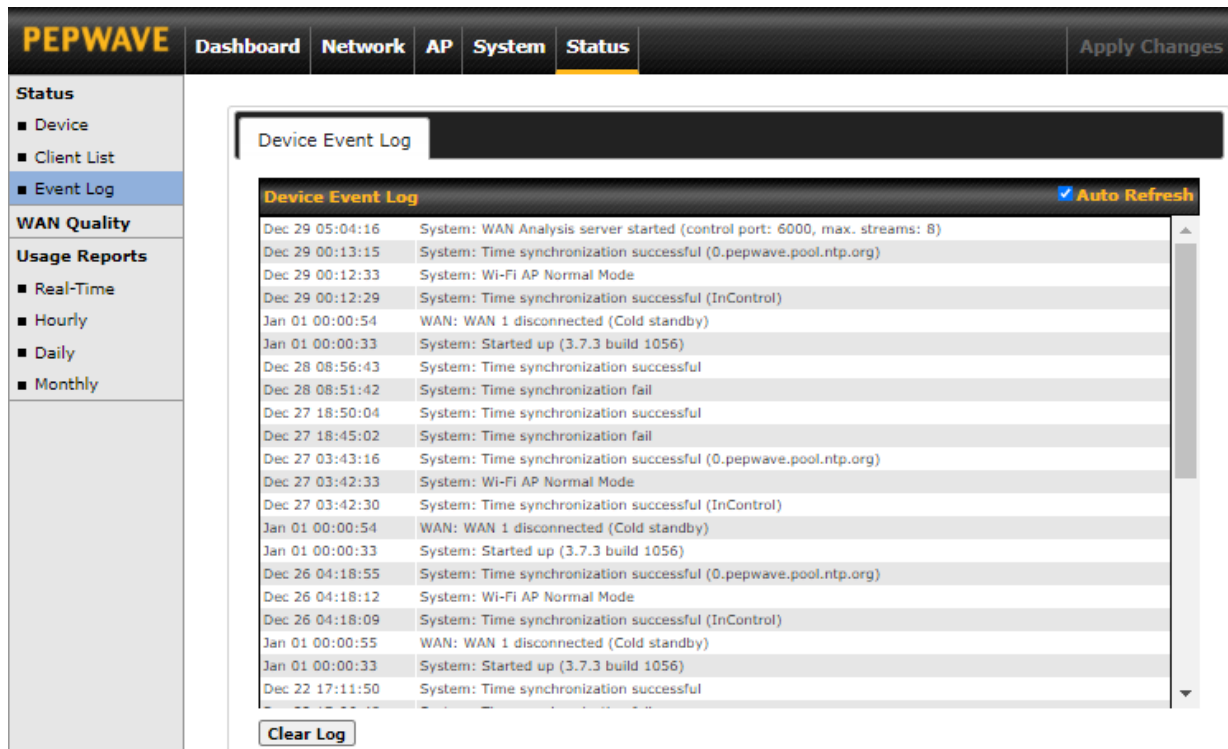 PEPWAVE Dashboard Network AP System Status Apply Changes
Status
Device
Client List
Event Log
WAN Quality
Usage Reports
Real-Time
Hourly
Daily
Monthly
Device Event Log
Device Event Log Auto Refresh
Dec 29 05:04:16 System: WAN Analysis server started (control port: 6000, max. streams: 8)
Dec 29 00:13:15 System: Time synchronization successful (0.pepwave.pool.ntp.org)
Dec 29 00:12:33 System: Wi-Fi AP Normal Mode
Dec 29 00:12:29 System: Time synchronization successful (InControl)
Jan 01 00:00:54 WAN: WAN 1 disconnected (Cold standby)
Jan 01 00:00:33 System: Started up (3.7.3 build 1056)
Dec 28 08:56:43 System: Time synchronization successful
Dec 28 08:51:42 System: Time synchronization fail
Dec 27 18:50:04 System: Time synchronization successful
Dec 27 18:45:02 System: Time synchronization fail
Dec 27 03:43:16 System: Time synchronization successful (0.pepwave.pool.ntp.org)
Dec 27 03:42:33 System: Wi-Fi AP Normal Mode
Dec 27 03:42:30 System: Time synchronization successful (InControl)
Jan 01 00:00:54 WAN: WAN 1 disconnected (Cold standby)
Jan 01 00:00:33 System: Started up (3.7.3 build 1056)
Dec 26 04:18:55 System: Time synchronization successful (0.pepwave.pool.ntp.org)
Dec 26 04:18:12 System: Wi-Fi AP Normal Mode
Dec 26 04:18:09 System: Time synchronization successful (InControl)
Jan 01 00:00:55 WAN: WAN 1 disconnected (Cold standby)
Jan 01 00:00:33 System: Started up (3.7.3 build 1056)
Dec 22 17:11:50 System: Time synchronization successful
Clear Log